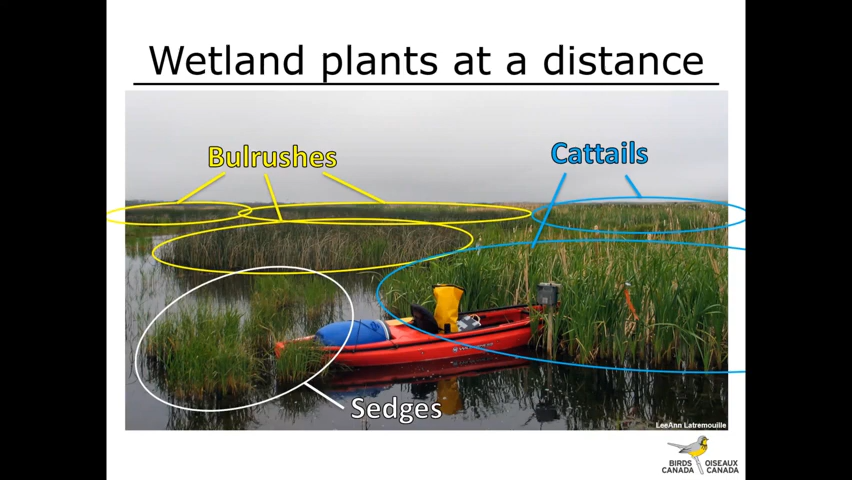 Wetland plants at a distance
Bulrushes
Cattails
Sedges
LeeAnn Latremouille
BIRDS OISEAUX
CANADA CANADA